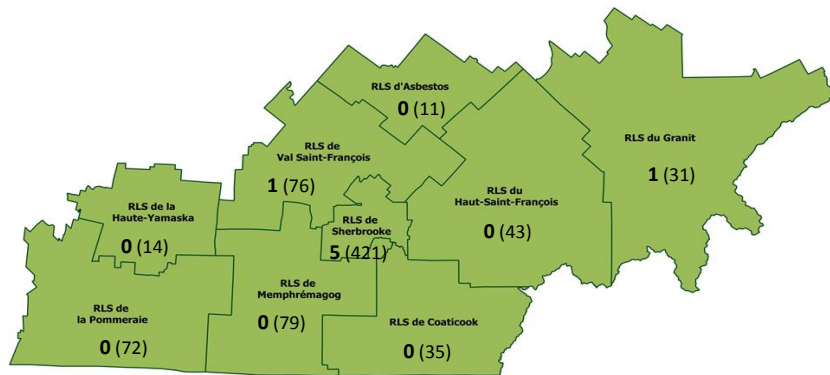 RLS d'Asbestos
0 (11)
RLS du Granit
1 (31)
RLS de
Val Saint-François
1 (76)
RLS du
Haut-Saint-François
0 (43)
RLS de la
Haute-Yamaska
0 (14)
RLS de
Sherbrooke
5 (421)
RLS de
Memphrémagog
0 (79)
RLS de
la Pommeraie
0 (72)
RLS de Coaticook
0 (35)